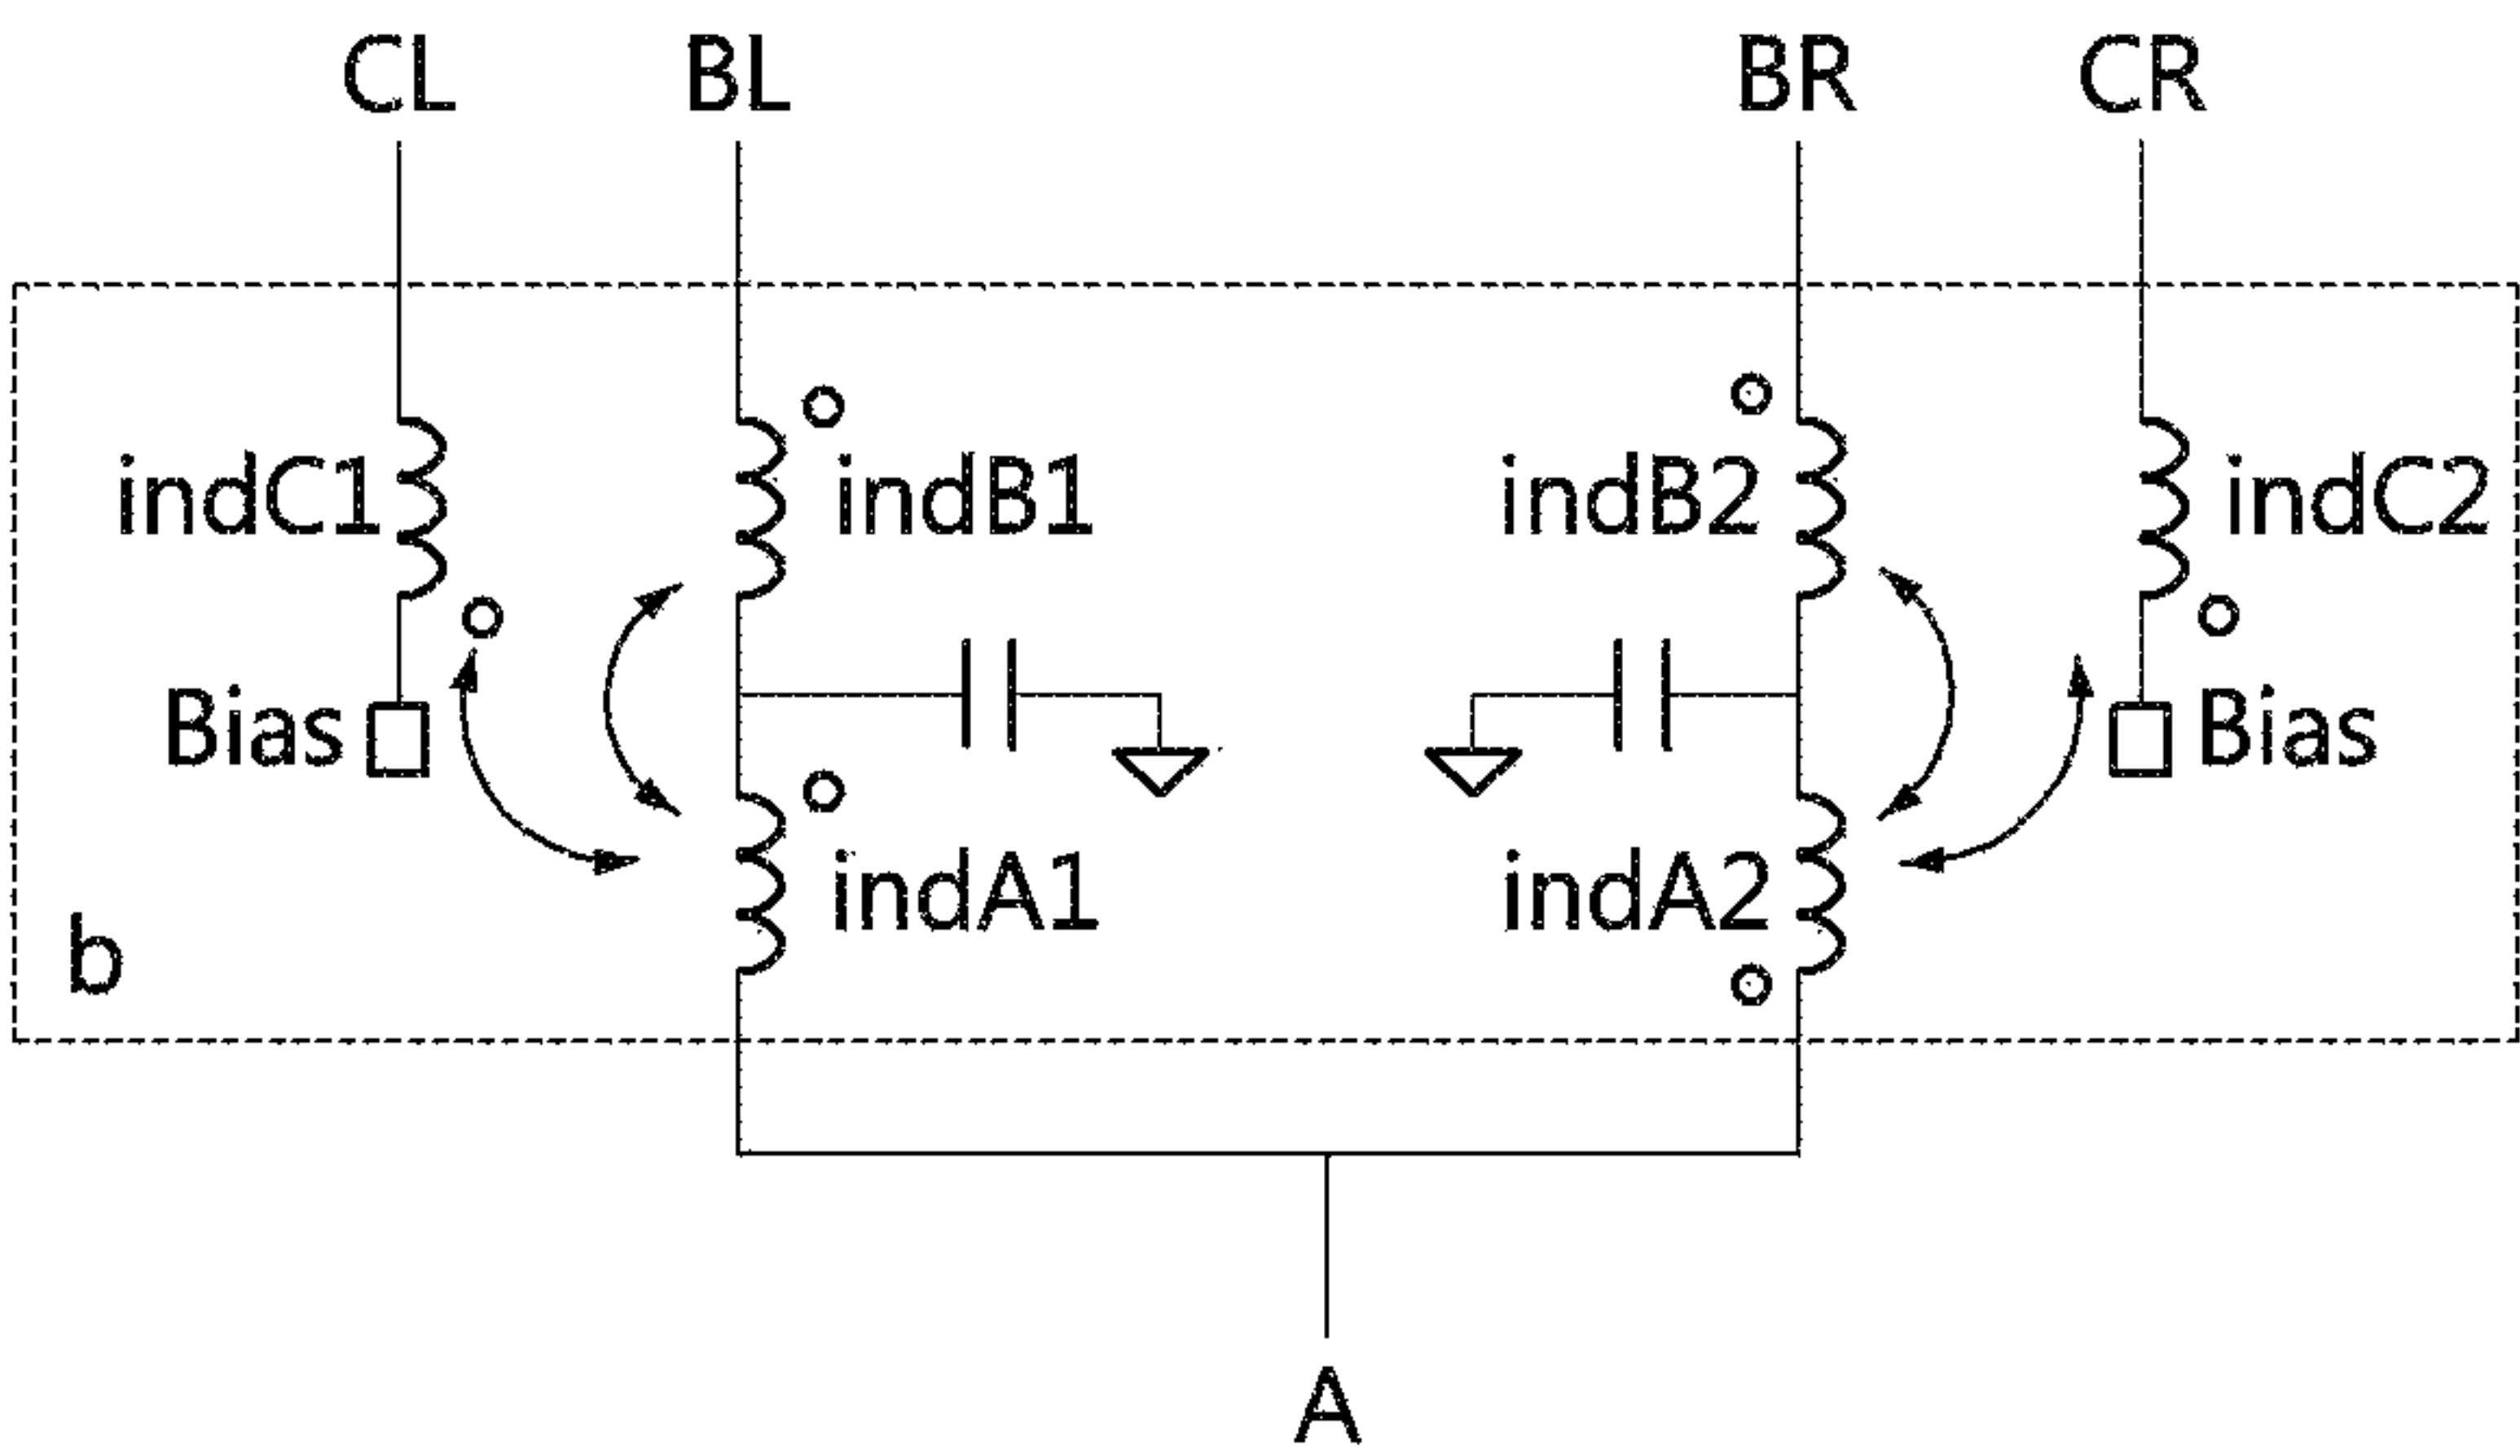 CL BL BR CR
indC1 indB1 indB2 indC2
Bias Bias
indA1 indA2
b
A